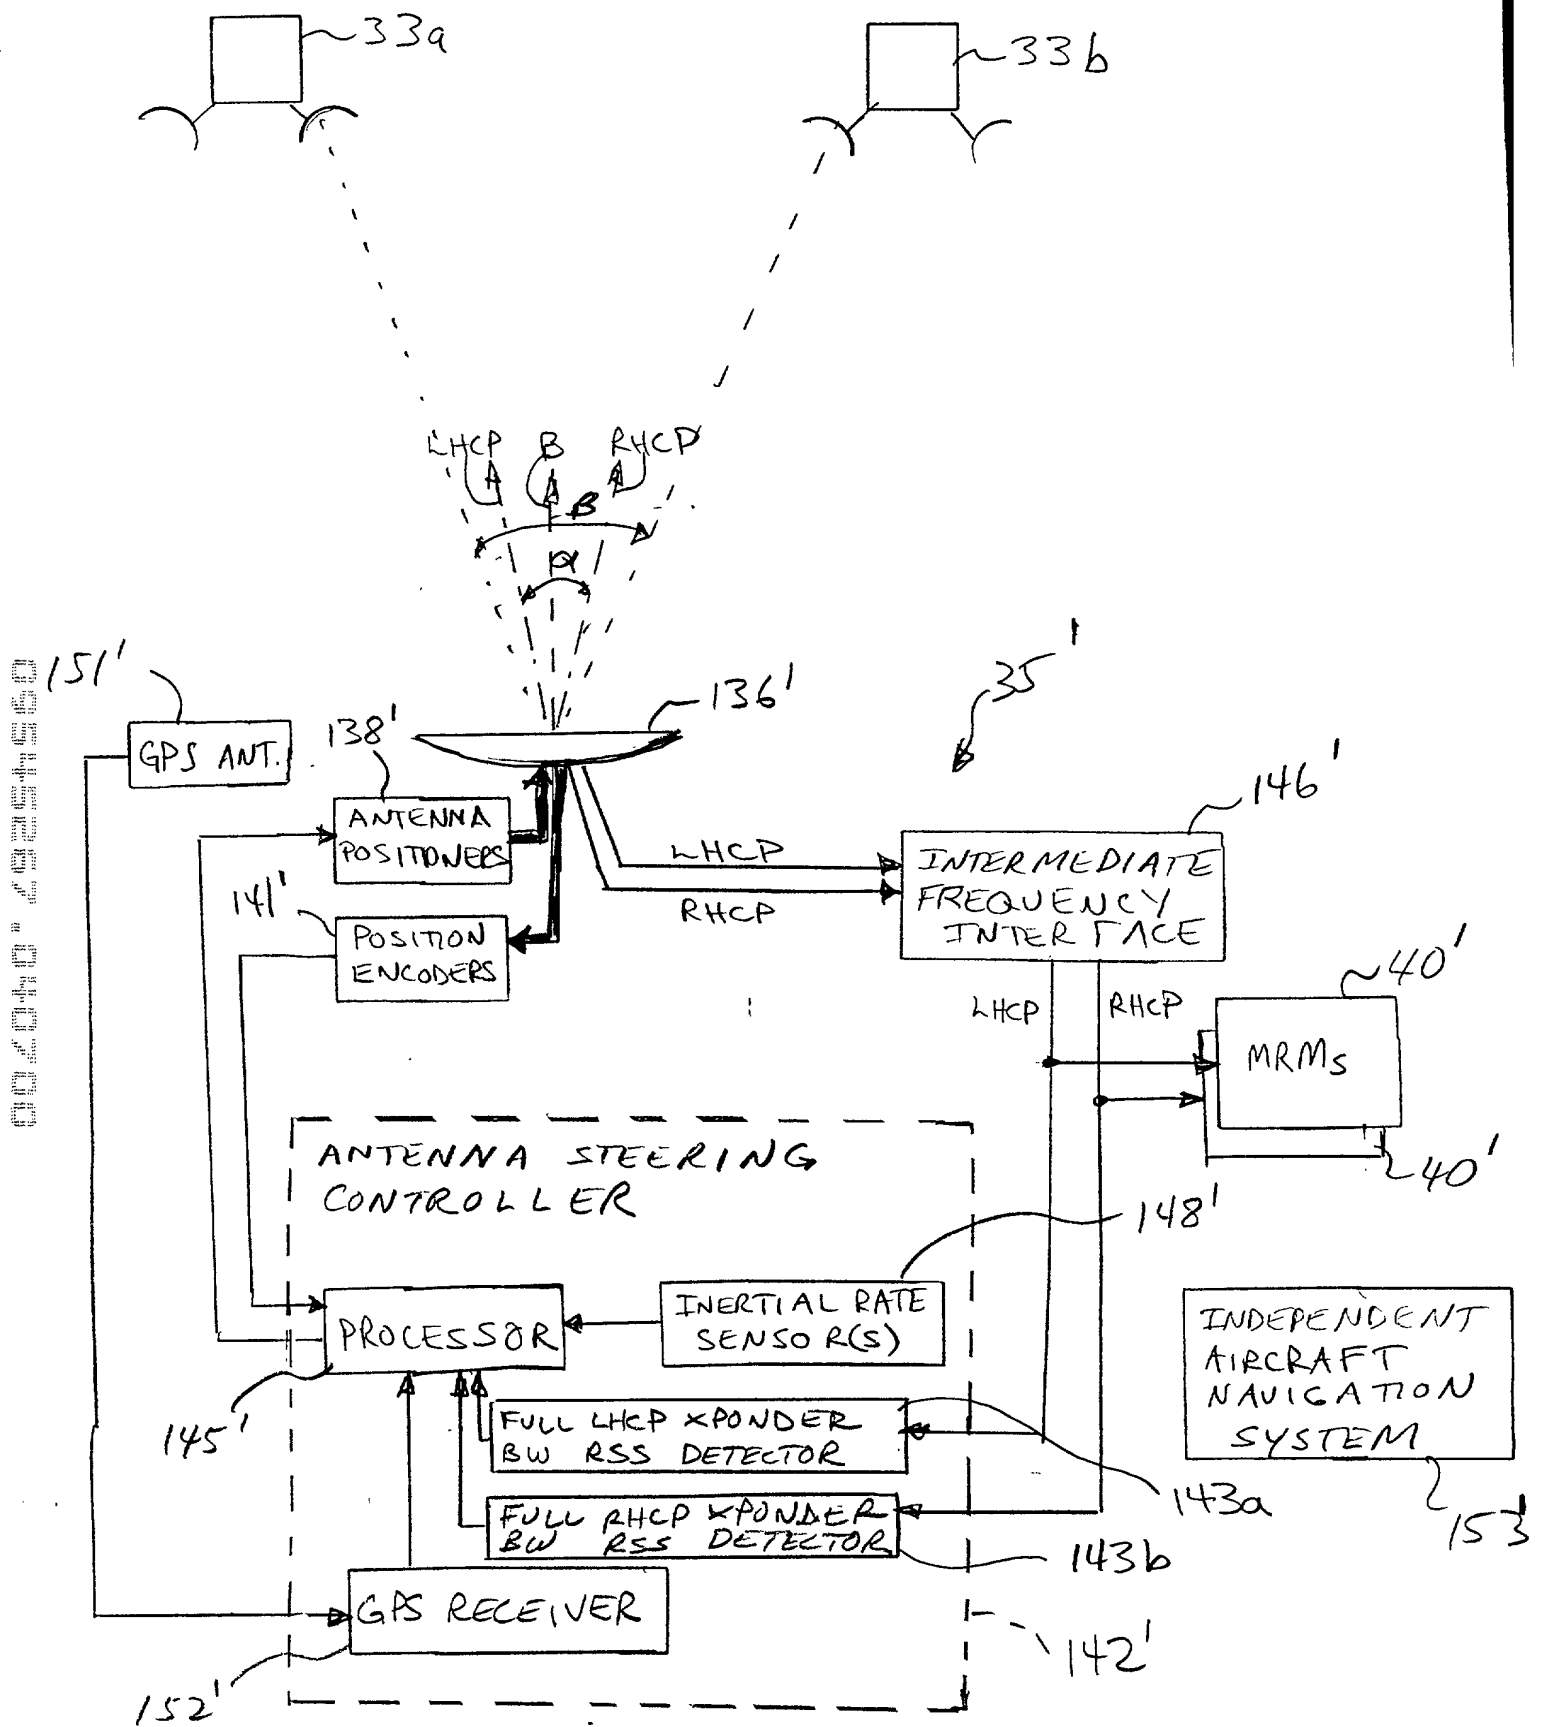 33a
33b
LHCP B RHCP
B
α
151'
136'
35'
138'
GPS ANT.
146'
ANTENNA
POSITIONERS
LHCP
INTERMEDIATE
FREQUENCY
INTERFACE
141'
RHCP
POSITION
ENCODERS
40'
LHCP
RHCP
MRMs
09545267.040700
ANTENNA STEERING
CONTROLLER
40'
148'
INERTIAL RATE
SENSOR(S)
PROCESSOR
INDEPENDENT
AIRCRAFT
NAVIGATION
SYSTEM
145'
FULL LHCP XPONDER
BW RSS DETECTOR
143a
FULL RHCP XPONDER
BW RSS DETECTOR
153'
143b
GPS RECEIVER
142'
152'